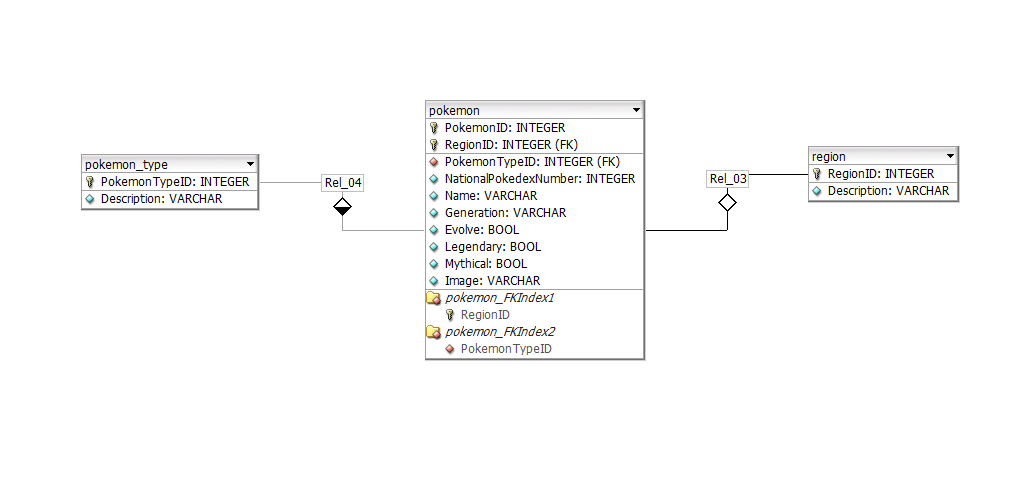 pokemon_type
PokemonTypeID: INTEGER
Description: VARCHAR
Rel_04
pokemon
PokemonID: INTEGER
RegionID: INTEGER (FK)
PokemonTypeID: INTEGER (FK)
NationalPokedexNumber: INTEGER
Name: VARCHAR
Generation: VARCHAR
Evolve: BOOL
Legendary: BOOL
Mythical: BOOL
Image: VARCHAR
pokemon_FKIndex1
RegionID
pokemon_FKIndex2
PokemonTypeID
Rel_03
region
RegionID: INTEGER
Description: VARCHAR